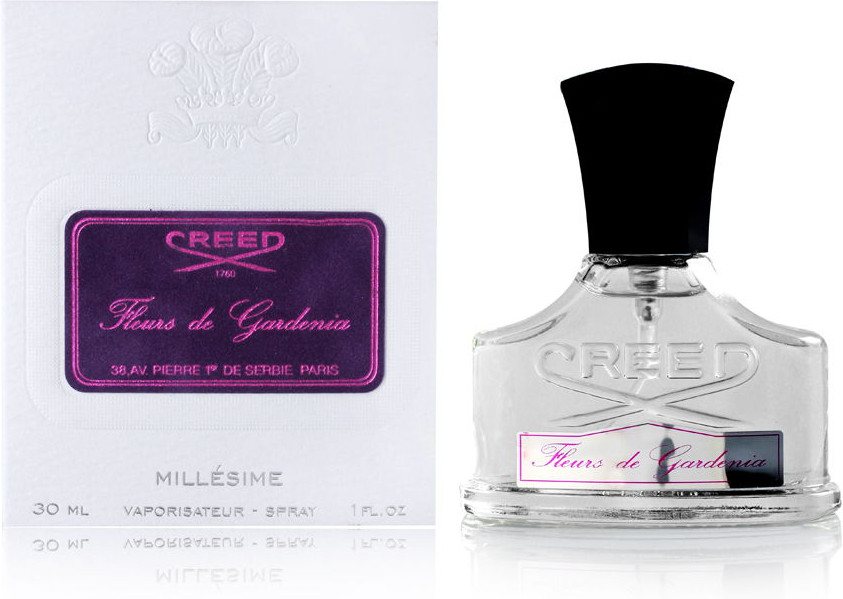 CREED
1760
Fleurs de Gardenia
38,AV. PIERRE 1er DE SERBIE PARIS
MILLÉSIME
30 ML VAPORISATEUR - SPRAY 1 FL.OZ
CREED
Fleurs de Gardenia